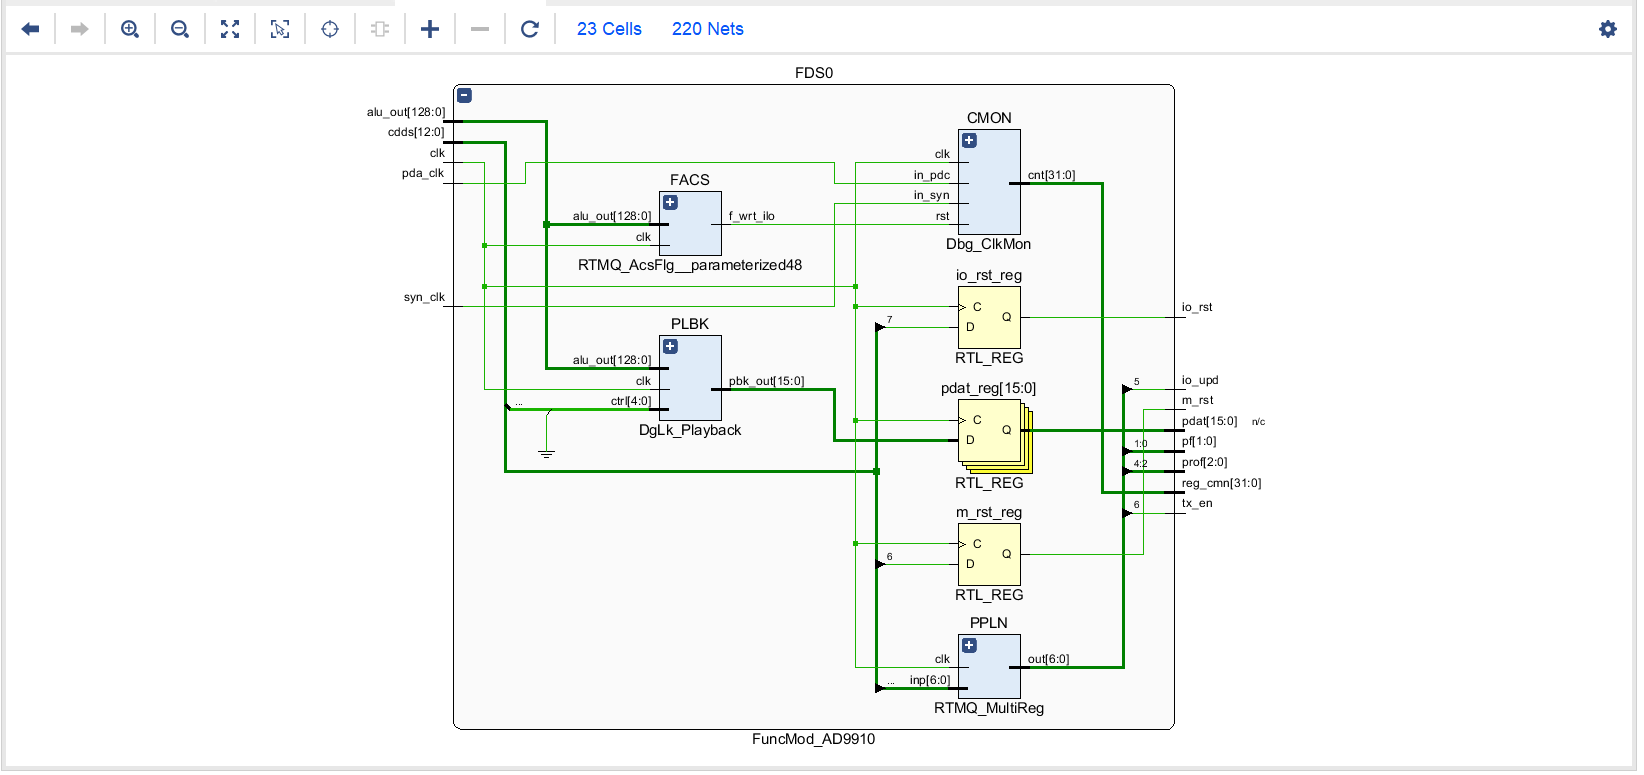 23 Cells 220 Nets
FDS0
alu_out[128:0]
cdds[12:0]
clk
pda_clk
syn_clk
FACS
alu_out[128:0]
clk
f_wrt_ilo
RTMQ_AcsFlg__parameterized48
PLBK
alu_out[128:0]
clk
ctrl[4:0]
...
pbk_out[15:0]
DgLk_Playback
CMON
clk
in_pdc
in_syn
rst
cnt[31:0]
Dbg_ClkMon
io_rst_reg
7
C
D
Q
RTL_REG
pdat_reg[15:0]
C
D
Q
RTL_REG
m_rst_reg
6
C
D
Q
RTL_REG
PPLN
clk
... inp[6:0]
out[6:0]
RTMQ_MultiReg
io_rst
5 io_upd
m_rst
pdat[15:0] n/c
1:0 pf[1:0]
4:2 prof[2:0]
reg_cmn[31:0]
6 tx_en
FuncMod_AD9910